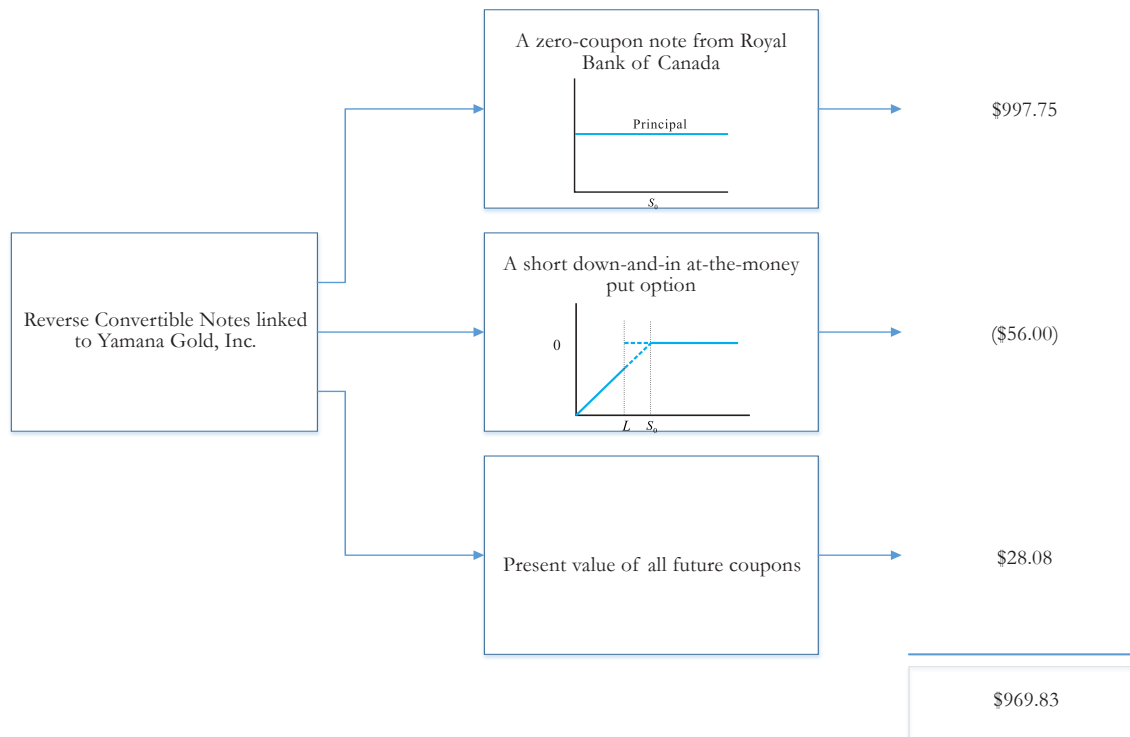 A zero-coupon note from Royal
Bank of Canada
Principal
S₀
$997.75
Reverse Convertible Notes linked
to Yamana Gold, Inc.
A short down-and-in at-the-money
put option
0
L S₀
($56.00)
Present value of all future coupons
$28.08
$969.83